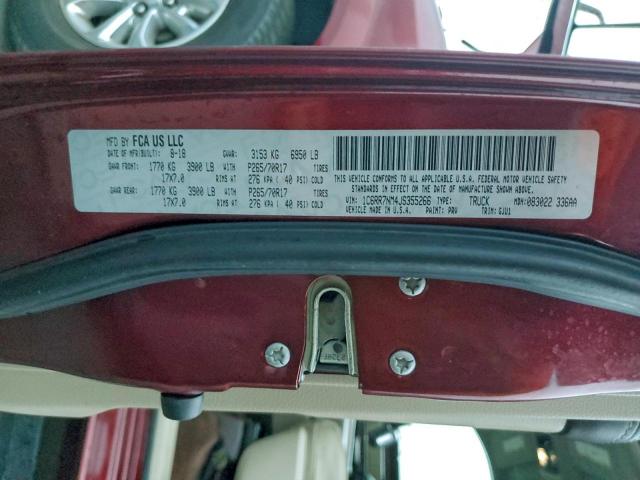 MFD BY FCA US LLC
DATE OF MFR(BUILT): 8-18 GVWR: 3153 KG 6950 LB
GAWR FRONT: 1770 KG 3900 LB WITH P265/70R17 TIRES
17X7.0 RIMS AT 276 KPA ( 40 PSI) COLD
GAWR REAR: 1770 KG 3900 LB WITH P265/70R17 TIRES
17X7.0 RIMS AT 276 KPA ( 40 PSI) COLD
THIS VEHICLE CONFORMS TO ALL APPLICABLE U.S.A. FEDERAL MOTOR VEHICLE SAFETY
STANDARDS IN EFFECT ON THE DATE OF MANUFACTURE SHOWN ABOVE.
VIN: 1C6RR7NM4JS355266 TYPE: TRUCK MDH: 083022 336AA
VEHICLE MADE IN U.S.A. PAINT: PRV TRIM: GJU1